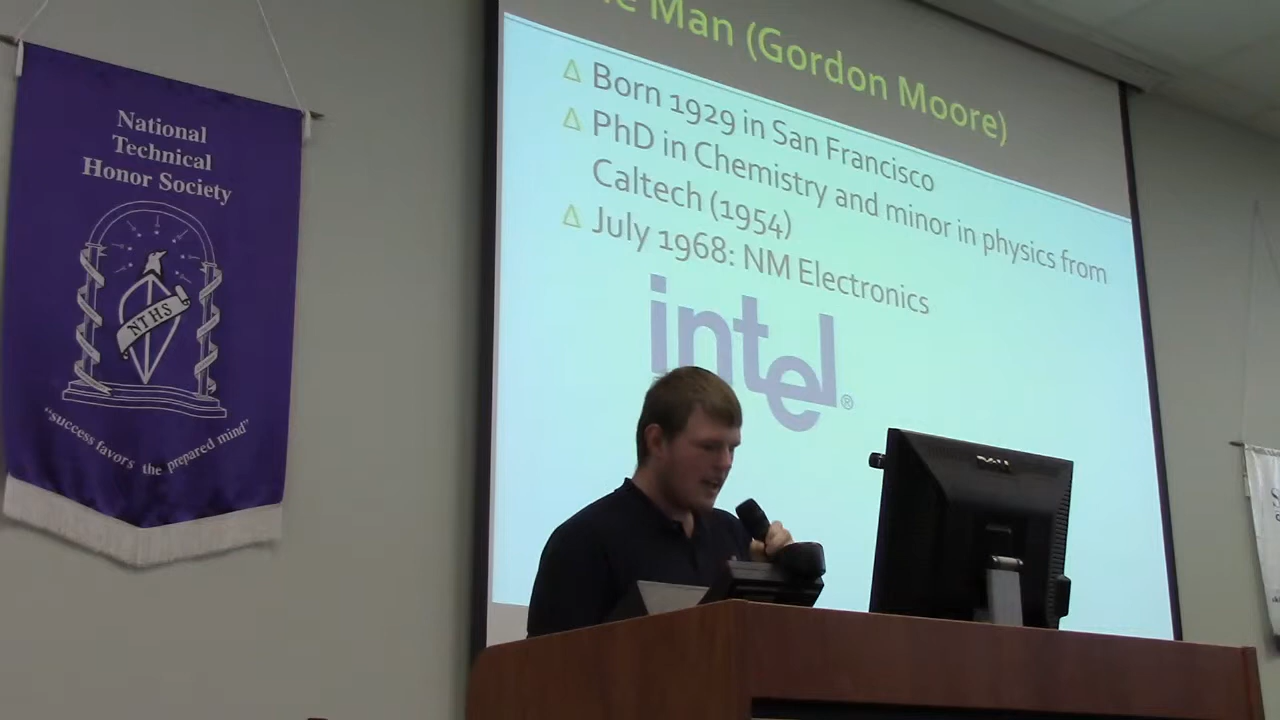 National
Technical
Honor Society
NTHS
"success favors the prepared mind"
Man (Gordon Moore)
Δ Born 1929 in San Francisco
Δ PhD in Chemistry and minor in physics from
Caltech (1954)
Δ July 1968: NM Electronics
intel®
DELL